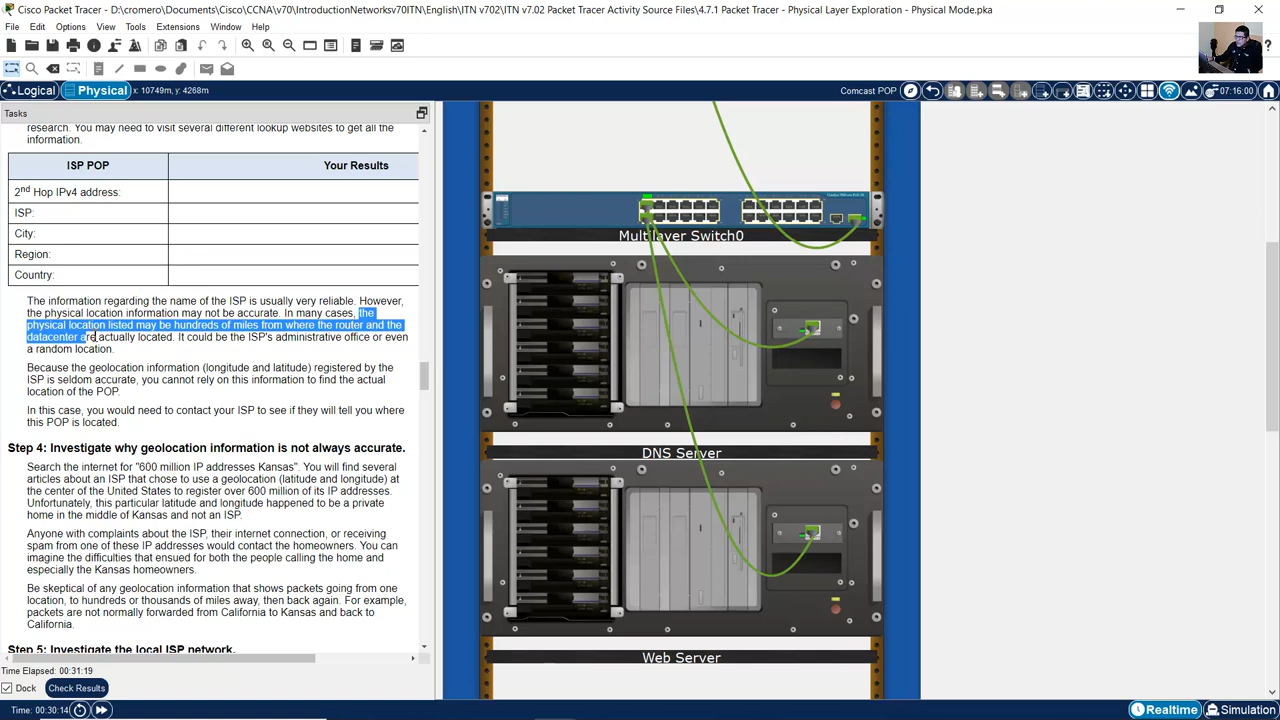 Cisco Packet Tracer - D:\cromero\Documents\Cisco\CCNA\v70\IntroductionNetworksv70ITN\English\ITN v702\ITN v7.02 Packet Tracer Activity Source Files\4.7.1 Packet Tracer - Physical Layer Exploration - Physical Mode.pka
File Edit Options View Tools Extensions Window Help
Logical Physical x: 10749m, y: 4268m Comcast POP 07:16:00
Tasks
research. You may need to visit several different lookup websites to get all the
information.
ISP POP Your Results
2nd Hop IPv4 address:
ISP:
City:
Region:
Country:
The information regarding the name of the ISP is usually very reliable. However,
the physical location information may not be accurate. In many cases, the
physical location listed may be hundreds of miles from where the router and the
datacenter are actually located. It could be the ISP's administrative office or even
a random location.
Because the geolocation information (longitude and latitude) registered by the
ISP is seldom accurate, you cannot rely on this information to find the actual
location of the POP.
In this case, you would need to contact your ISP to see if they will tell you where
this POP is located.
Step 4: Investigate why geolocation information is not always accurate.
Search the internet for "600 million IP addresses Kansas". You will find several
articles about an ISP that chose to use a geolocation (latitude and longitude) at
the center of the United States to register over 600 million of its IP addresses.
Unfortunately, this particular latitude and longitude happened to be a private
home in the middle of Kansas and not an ISP.
Anyone with complaints about the ISP, their internet connection, or receiving
spam from one of these IP addresses would contact the homeowners. You can
imagine the difficulties that ensued for both the people calling the home and
especially the Kansas homeowners.
Be skeptical of any geolocation information that shows packets going from one
location, to hundreds or thousands of miles away, then back again. For example,
packets are not normally forwarded from California to Kansas and back to
California.
Step 5: Investigate the local ISP network.
Time Elapsed: 00:31:19
Dock Check Results
Time: 00:30:14
Multilayer Switch0
DNS Server
Web Server
Realtime Simulation